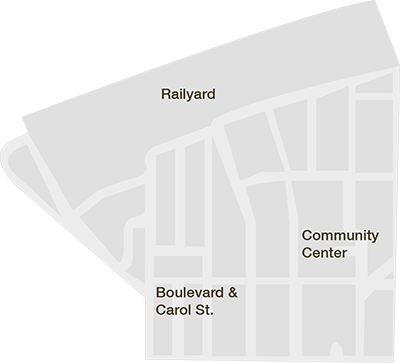 Railyard
Community
Center
Boulevard &
Carol St.